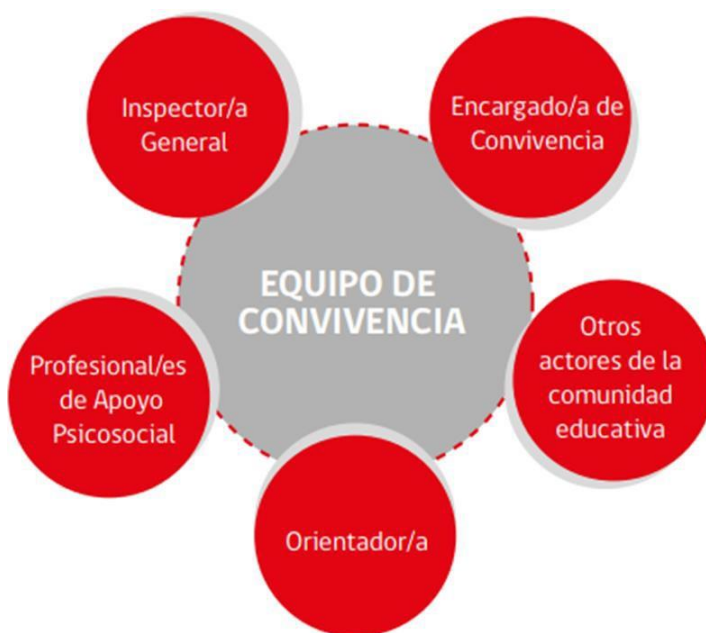 Inspector/a
General
Encargado/a de
Convivencia
EQUIPO DE
CONVIVENCIA
Profesional/es
de Apoyo
Psicosocial
Otros
actores de la
comunidad
educativa
Orientador/a